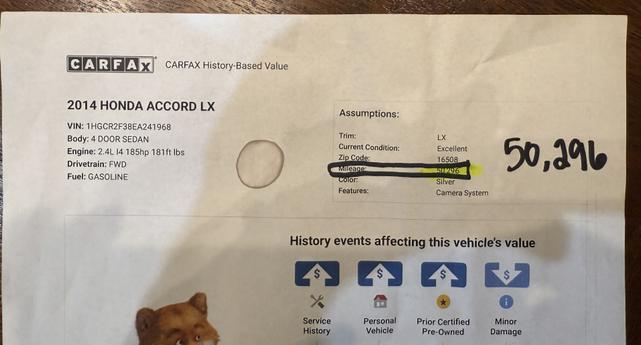 CARFAX CARFAX History-Based Value
2014 HONDA ACCORD LX
VIN: 1HGCR2F38EA241968
Body: 4 DOOR SEDAN
Engine: 2.4L I4 185hp 181ft lbs
Drivetrain: FWD
Fuel: GASOLINE
Assumptions:
Trim: LX
Current Condition: Excellent
Zip Code: 16508
Mileage: 50296
Color: Silver
Features: Camera System
50,296
History events affecting this vehicle's value
$ $ $ $
Service History
Personal Vehicle
Prior Certified Pre-Owned
Minor Damage